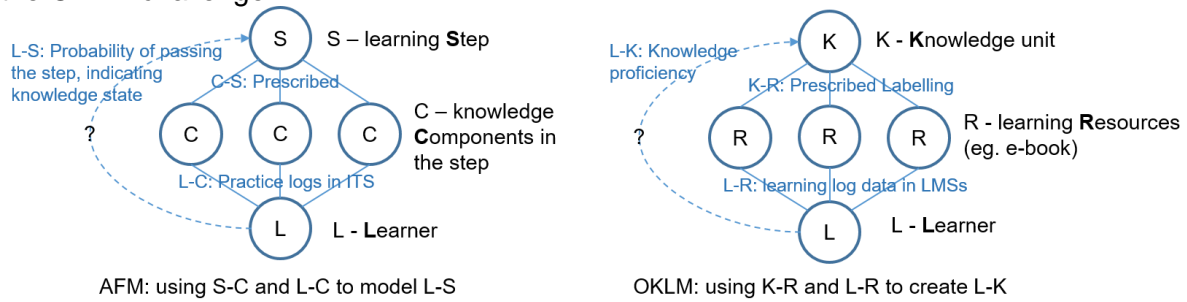 S
S – learning Step
L-S: Probability of passing
the step, indicating
knowledge state
C-S: Prescribed
?
C
C
C
C – knowledge
Components in
the step
L-C: Practice logs in ITS
L
L - Learner
AFM: using S-C and L-C to model L-S
K
K - Knowledge unit
L-K: Knowledge
proficiency
K-R: Prescribed Labelling
?
R
R
R
R - learning Resources
(eg. e-book)
L-R: learning log data in LMSs
L
L - Learner
OKLM: using K-R and L-R to create L-K